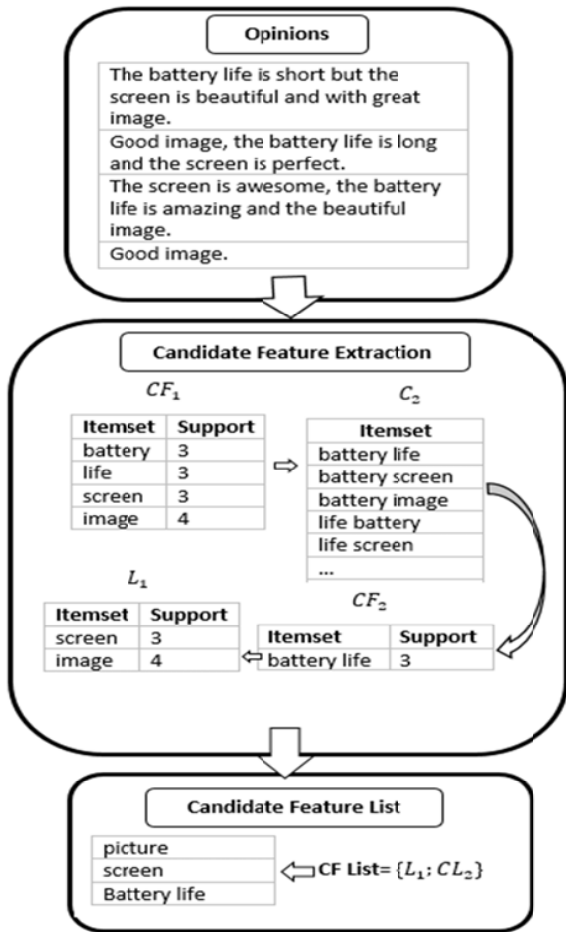 Opinions
The battery life is short but the
screen is beautiful and with great
image.
Good image, the battery life is long
and the screen is perfect.
The screen is awesome, the battery
life is amazing and the beautiful
image.
Good image.
Candidate Feature Extraction
CF₁
Itemset Support
battery 3
life 3
screen 3
image 4
C₂
Itemset
battery life
battery screen
battery image
life battery
life screen
...
L₁
Itemset Support
screen 3
image 4
CF₂
Itemset Support
battery life 3
Candidate Feature List
picture
screen
Battery life
CF List= {L₁; CL₂}